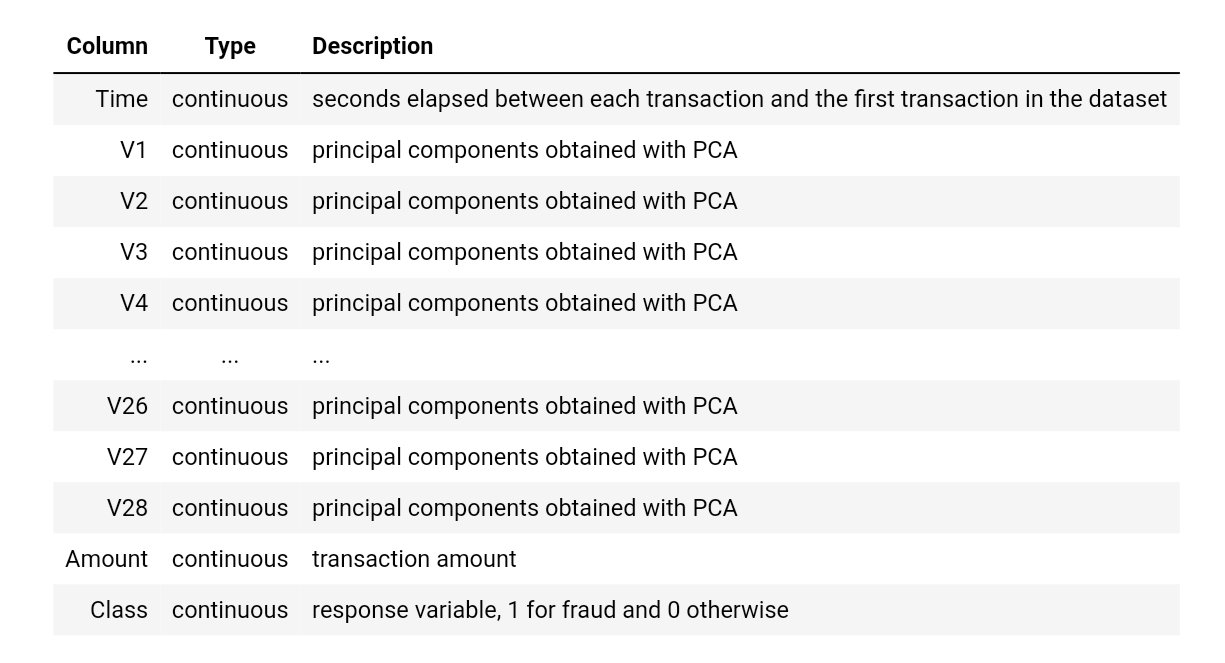 Column Type Description
Time continuous seconds elapsed between each transaction and the first transaction in the dataset
V1 continuous principal components obtained with PCA
V2 continuous principal components obtained with PCA
V3 continuous principal components obtained with PCA
V4 continuous principal components obtained with PCA
... ... ...
V26 continuous principal components obtained with PCA
V27 continuous principal components obtained with PCA
V28 continuous principal components obtained with PCA
Amount continuous transaction amount
Class continuous response variable, 1 for fraud and 0 otherwise